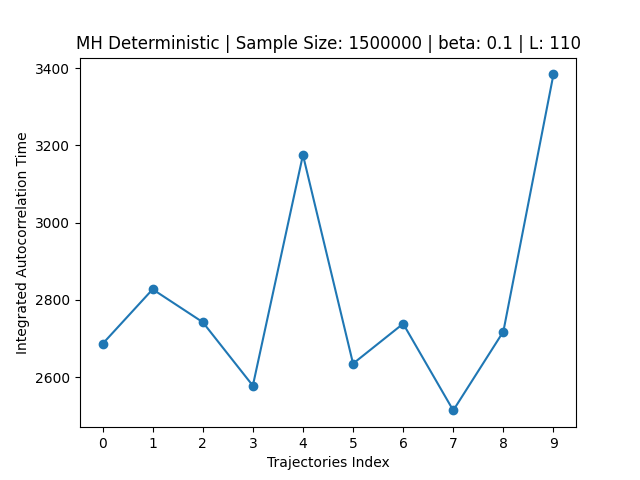 MH Deterministic | Sample Size: 1500000 | beta: 0.1 | L: 110
3400
3200
3000
2800
2600
Integrated Autocorrelation Time
0 1 2 3 4 5 6 7 8 9
Trajectories Index